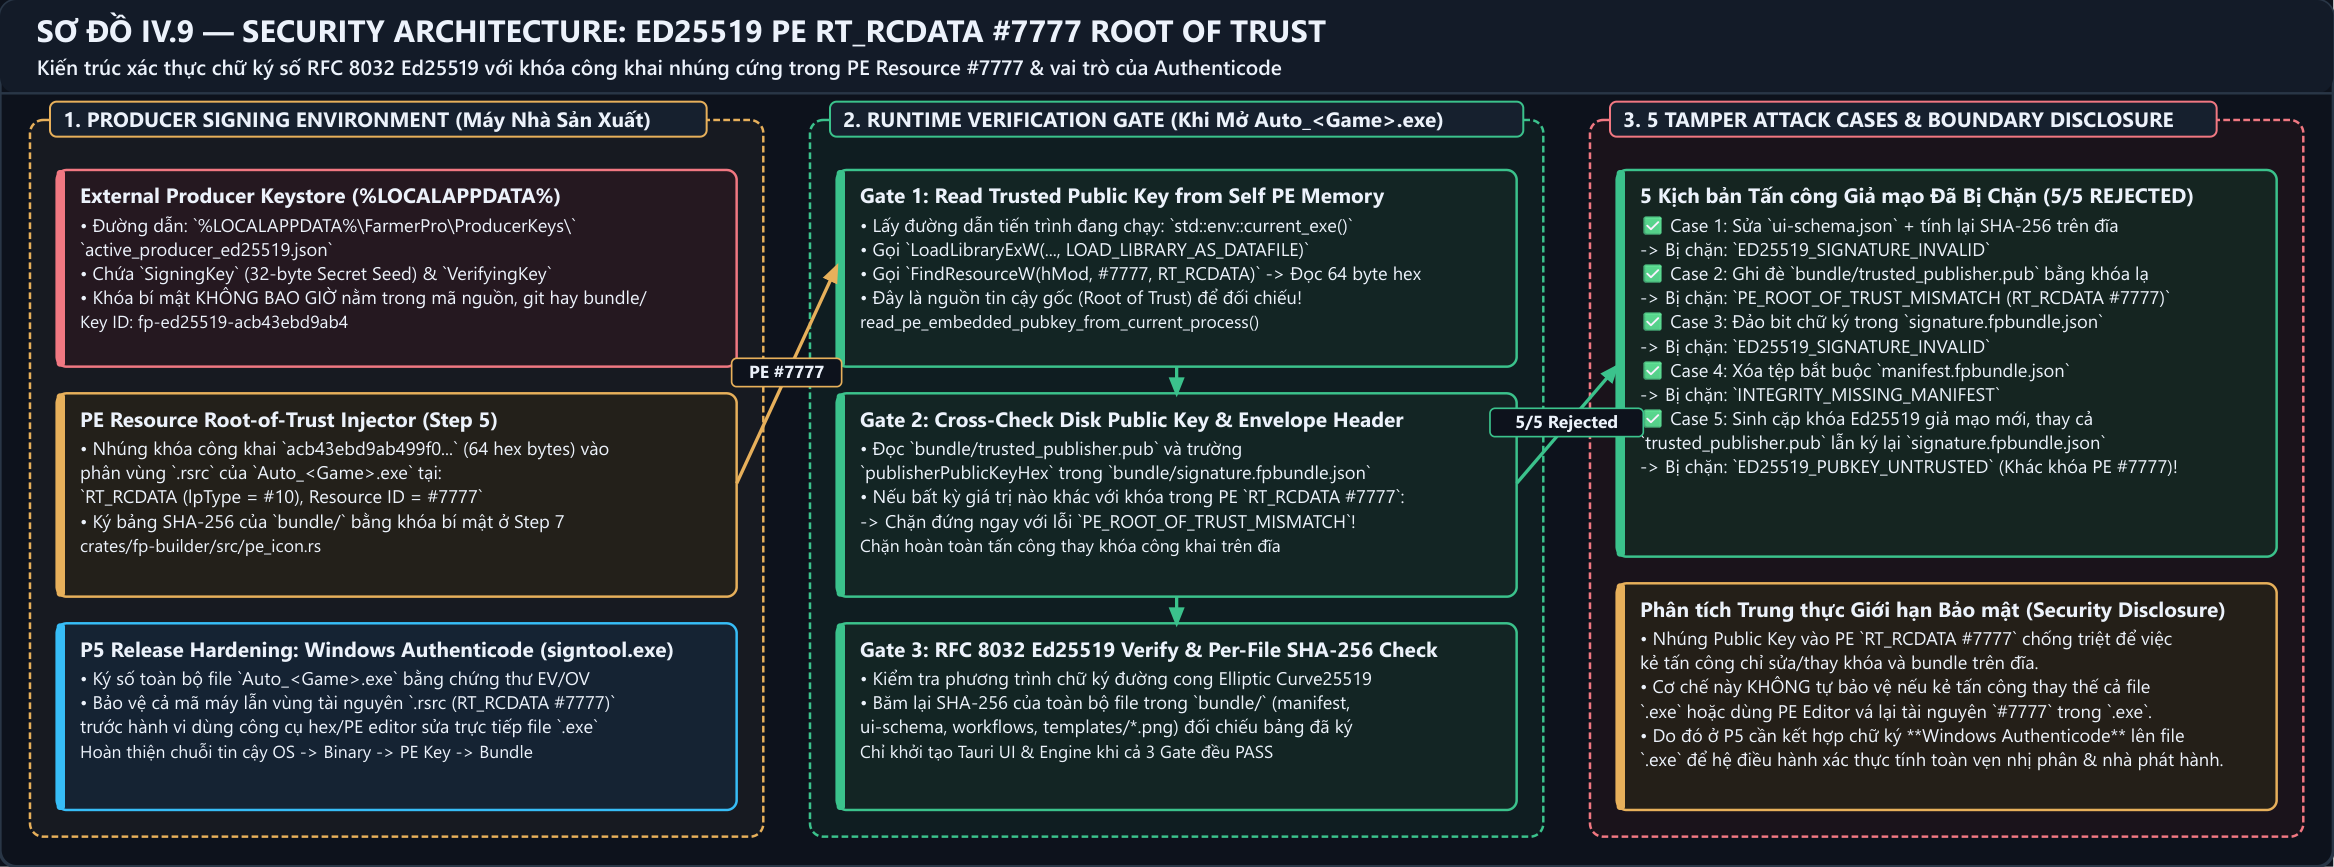 SƠ ĐỒ IV.9 — SECURITY ARCHITECTURE: ED25519 PE RT_RCDATA #7777 ROOT OF TRUST
Kiến trúc xác thực chữ ký số RFC 8032 Ed25519 với khóa công khai nhúng cứng trong PE Resource #7777 & vai trò của Authenticode
1. PRODUCER SIGNING ENVIRONMENT (Máy Nhà Sản Xuất)
External Producer Keystore (%LOCALAPPDATA%)
• Đường dẫn: `%LOCALAPPDATA%\FarmerPro\ProducerKeys\`
`active_producer_ed25519.json`
• Chứa `SigningKey` (32-byte Secret Seed) & `VerifyingKey`
• Khóa bí mật KHÔNG BAO GIỜ nằm trong mã nguồn, git hay bundle/
Key ID: fp-ed25519-acb43ebd9ab4
PE #7777
PE Resource Root-of-Trust Injector (Step 5)
• Nhúng khóa công khai `acb43ebd9ab499f0...` (64 hex bytes) vào
phân vùng `.rsrc` của `Auto_<Game>.exe` tại:
`RT_RCDATA (lpType = #10), Resource ID = #7777`
• Ký bảng SHA-256 của `bundle/` bằng khóa bí mật ở Step 7
crates/fp-builder/src/pe_icon.rs
P5 Release Hardening: Windows Authenticode (signtool.exe)
• Ký số toàn bộ file `Auto_<Game>.exe` bằng chứng thư EV/OV
• Bảo vệ cả mã máy lẫn vùng tài nguyên `.rsrc (RT_RCDATA #7777)`
trước hành vi dùng công cụ hex/PE editor sửa trực tiếp file `.exe`
Hoàn thiện chuỗi tin cậy OS -> Binary -> PE Key -> Bundle
2. RUNTIME VERIFICATION GATE (Khi Mở Auto_<Game>.exe)
Gate 1: Read Trusted Public Key from Self PE Memory
• Lấy đường dẫn tiến trình đang chạy: `std::env::current_exe()`
• Gọi `LoadLibraryExW(..., LOAD_LIBRARY_AS_DATAFILE)`
• Gọi `FindResourceW(hMod, #7777, RT_RCDATA)` -> Đọc 64 byte hex
• Đây là nguồn tin cậy gốc (Root of Trust) để đối chiếu!
read_pe_embedded_pubkey_from_current_process()
Gate 2: Cross-Check Disk Public Key & Envelope Header
• Đọc `bundle/trusted_publisher.pub` và trường
`publisherPublicKeyHex` trong `bundle/signature.fpbundle.json`
• Nếu bất kỳ giá trị nào khác với khóa trong PE `RT_RCDATA #7777`:
-> Chặn đứng ngay với lỗi `PE_ROOT_OF_TRUST_MISMATCH`!
Chặn hoàn toàn tấn công thay khóa công khai trên đĩa
5/5 Rejected
Gate 3: RFC 8032 Ed25519 Verify & Per-File SHA-256 Check
• Kiểm tra phương trình chữ ký đường cong Elliptic Curve25519
• Băm lại SHA-256 của toàn bộ file trong `bundle/` (manifest,
ui-schema, workflows, templates/*.png) đối chiếu bảng đã ký
Chỉ khởi tạo Tauri UI & Engine khi cả 3 Gate đều PASS
3. 5 TAMPER ATTACK CASES & BOUNDARY DISCLOSURE
5 Kịch bản Tấn công Giả mạo Đã Bị Chặn (5/5 REJECTED)
✅ Case 1: Sửa `ui-schema.json` + tính lại SHA-256 trên đĩa
-> Bị chặn: `ED25519_SIGNATURE_INVALID`
✅ Case 2: Ghi đè `bundle/trusted_publisher.pub` bằng khóa lạ
-> Bị chặn: `PE_ROOT_OF_TRUST_MISMATCH (RT_RCDATA #7777)`
✅ Case 3: Đảo bit chữ ký trong `signature.fpbundle.json`
-> Bị chặn: `ED25519_SIGNATURE_INVALID`
✅ Case 4: Xóa tệp bắt buộc `manifest.fpbundle.json`
-> Bị chặn: `INTEGRITY_MISSING_MANIFEST`
✅ Case 5: Sinh cặp khóa Ed25519 giả mạo mới, thay cả
`trusted_publisher.pub` lẫn ký lại `signature.fpbundle.json`
-> Bị chặn: `ED25519_PUBKEY_UNTRUSTED` (Khác khóa PE #7777)!
Phân tích Trung thực Giới hạn Bảo mật (Security Disclosure)
• Nhúng Public Key vào PE `RT_RCDATA #7777` chống triệt để việc
kẻ tấn công chỉ sửa/thay khóa và bundle trên đĩa.
• Cơ chế này KHÔNG tự bảo vệ nếu kẻ tấn công thay thế cả file
`.exe` hoặc dùng PE Editor vá lại tài nguyên `#7777` trong `.exe`.
• Do đó ở P5 cần kết hợp chữ ký **Windows Authenticode** lên file
`.exe` để hệ điều hành xác thực tính toàn vẹn nhị phân & nhà phát hành.